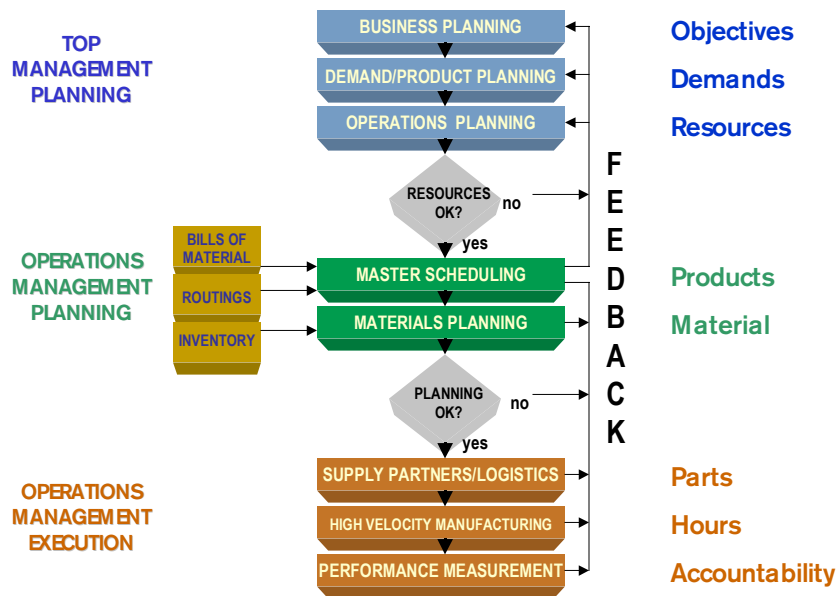 TOP
MANAGEMENT
PLANNING
BUSINESS PLANNING
Objectives
DEMAND/PRODUCT PLANNING
Demands
OPERATIONS PLANNING
Resources
RESOURCES
OK?
no
yes
FEEDBACK
OPERATIONS
MANAGEMENT
PLANNING
BILLS OF
MATERIAL
ROUTINGS
INVENTORY
MASTER SCHEDULING
Products
MATERIALS PLANNING
Material
PLANNING
OK?
no
yes
OPERATIONS
MANAGEMENT
EXECUTION
SUPPLY PARTNERS/LOGISTICS
Parts
HIGH VELOCITY MANUFACTURING
Hours
PERFORMANCE MEASUREMENT
Accountability